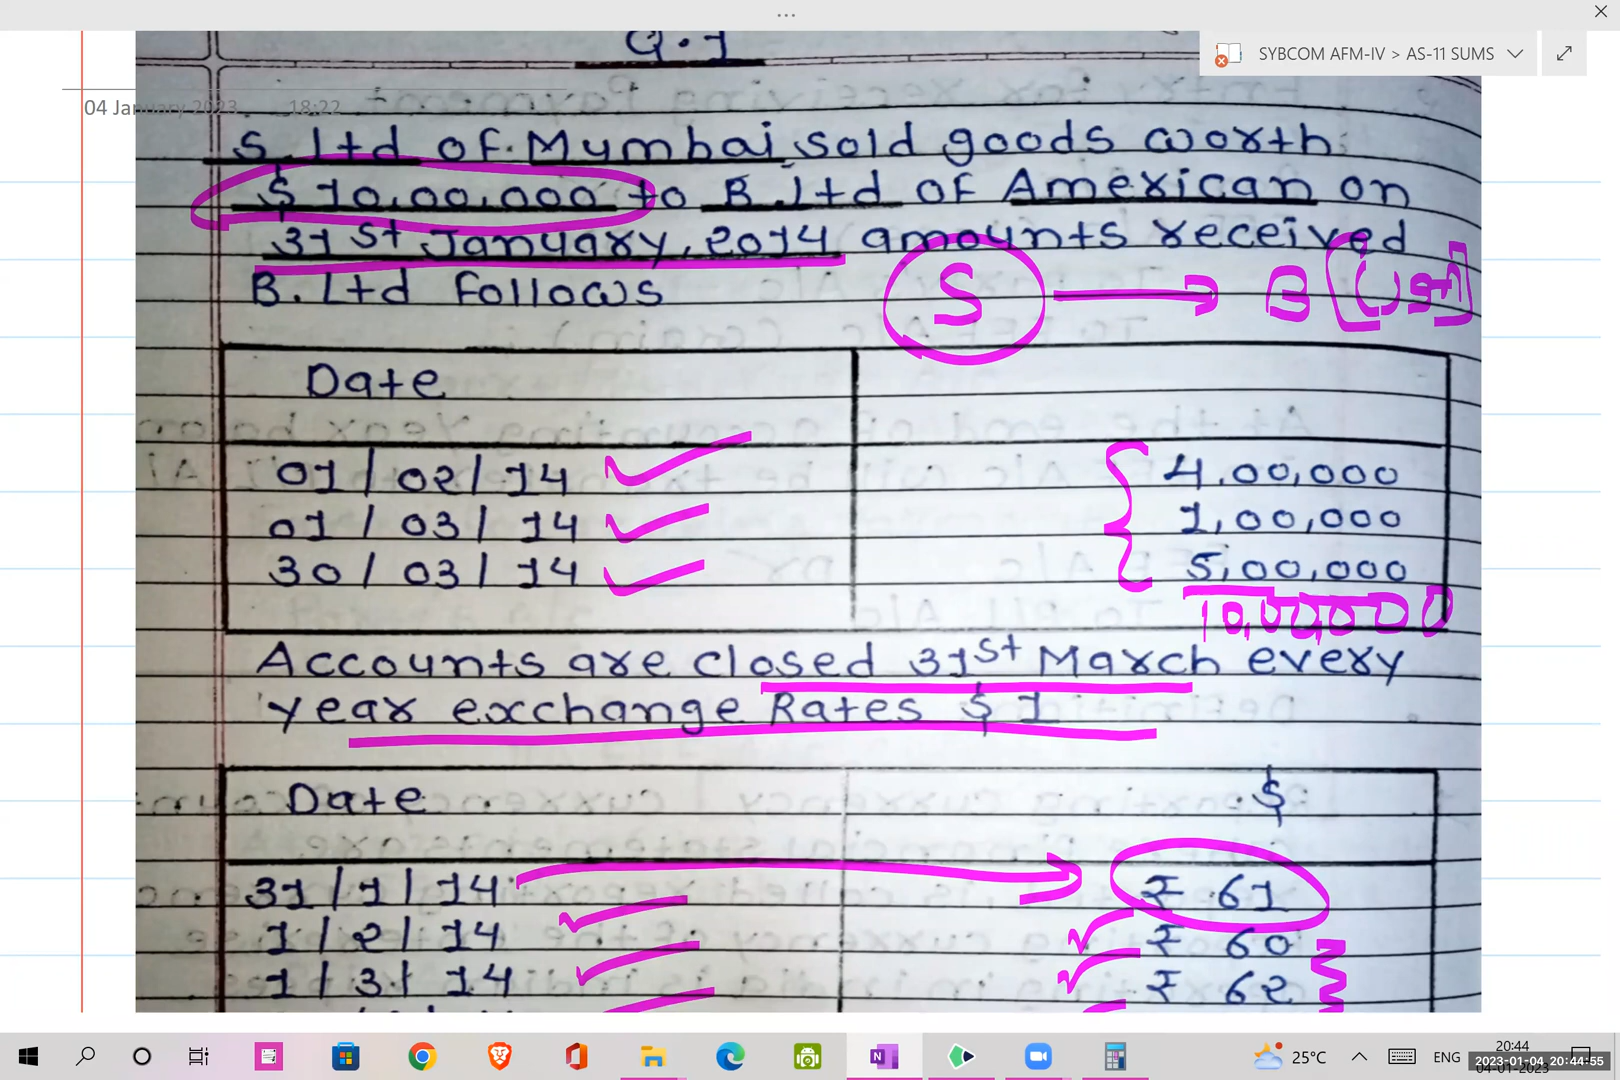 SYBCOM AFM-IV > AS-11 SUMS
Q.1
04 January 2023 18:22
S. ltd of Mumbai sold goods worth
$ 10,00,000 to B. ltd of American on
31st January, 2014 amounts received
B. Ltd follows
S → B (USA)
Date
01/02/14 4,00,000
01/03/14 1,00,000
30/03/14 5,00,000
10,00,000
Accounts are closed 31st March every
year exchange Rates $ 1
Date $
31/1/14 ₹ 61
1/2/14 ₹ 60
1/3/14 ₹ 62
25°C
ENG
20:44
04-01-2023
2023-01-04 20:44:55